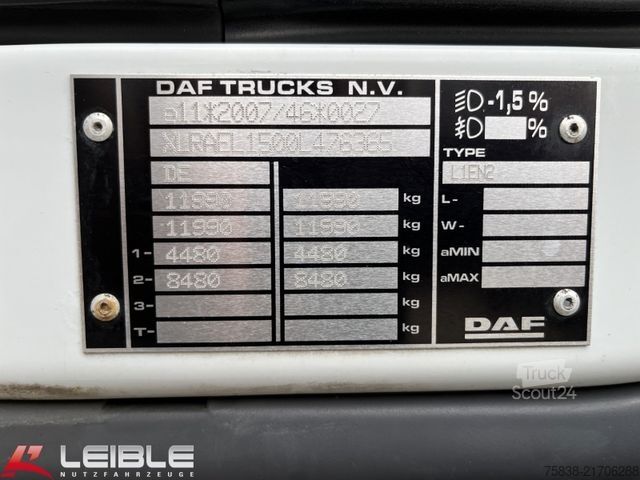 DAF TRUCKS N.V.
e11*2007/46*0027
XLRAEL1500L476365
DE
11990 11990 kg
11990 11990 kg
1- 4480 4480 kg
2- 8480 8480 kg
3- kg
T- kg
-1,5%
%
TYPE
L1EN2
L-
W-
aMIN
aMAX
DAF
Truck
Scout24
LEIBLE
NUTZFAHRZEUGE
75838-21706288